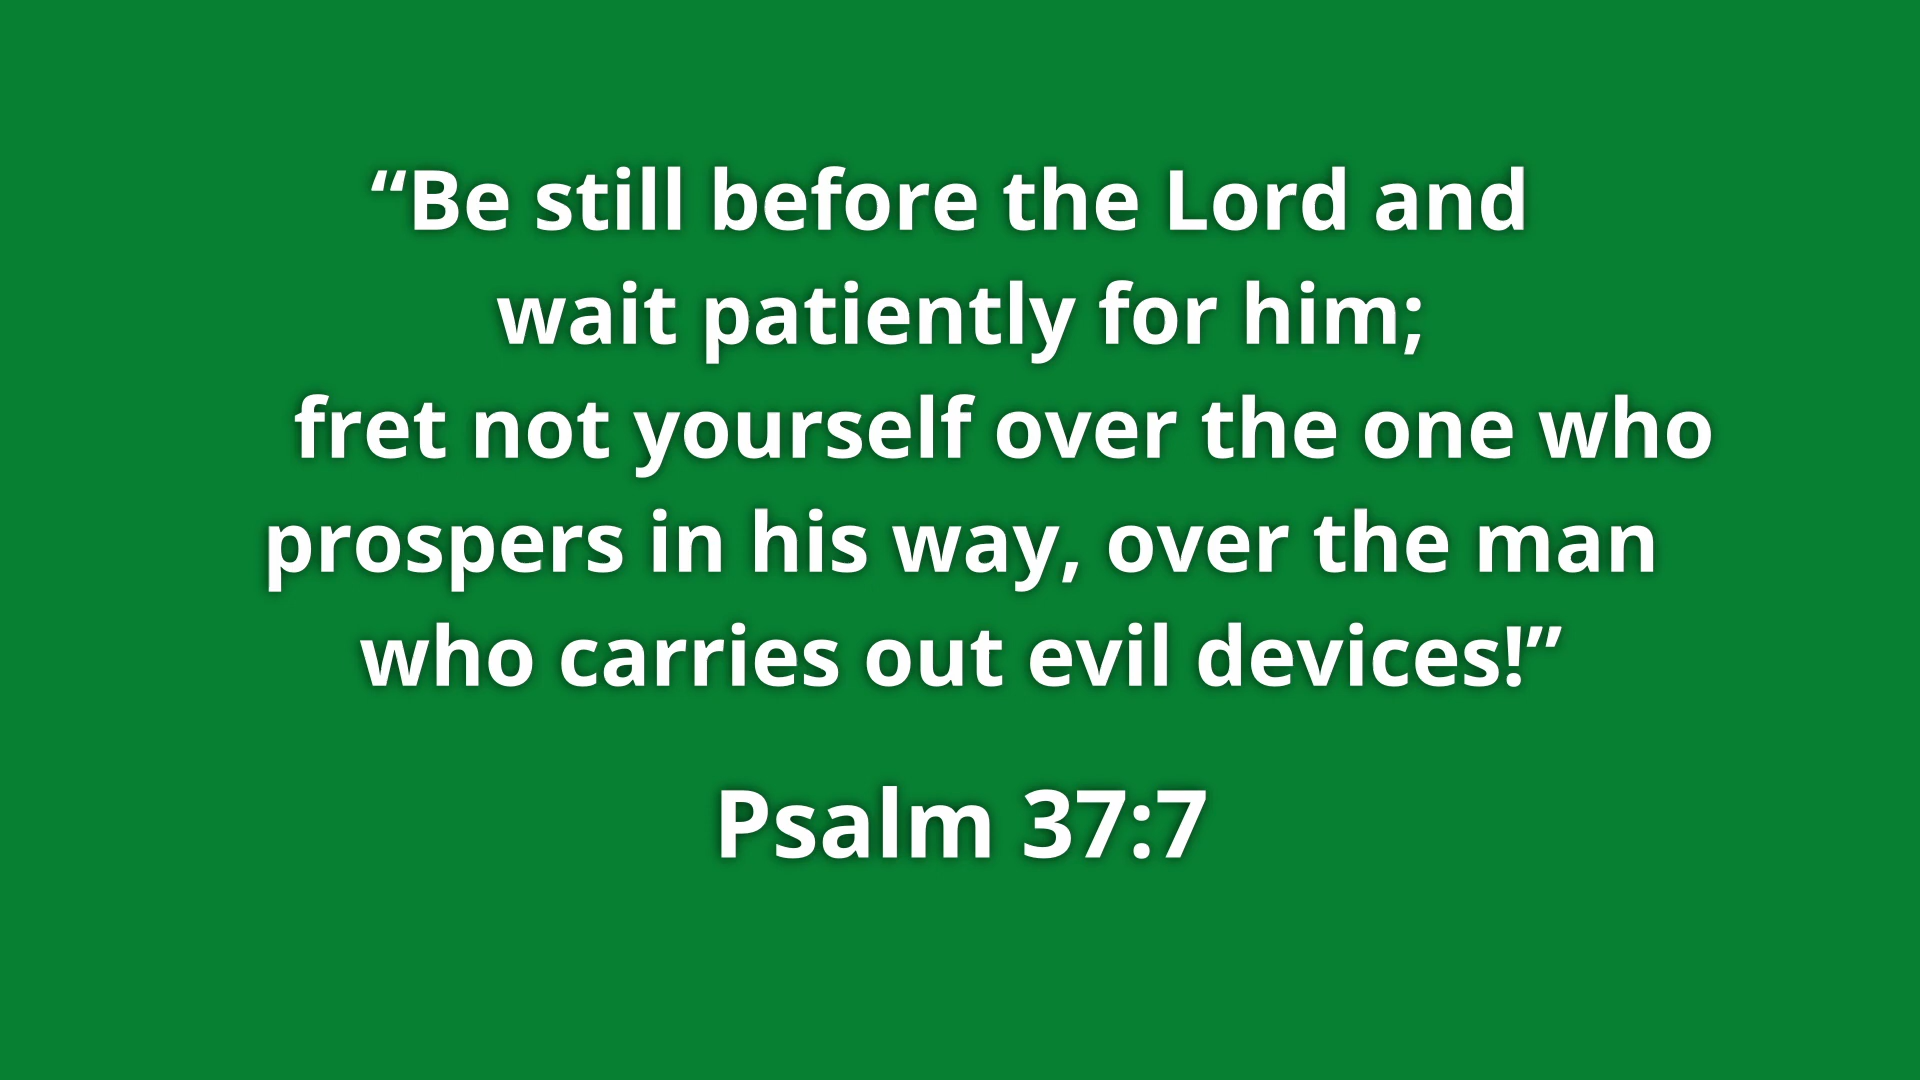 “Be still before the Lord and
wait patiently for him;
fret not yourself over the one who
prospers in his way, over the man
who carries out evil devices!”
Psalm 37:7